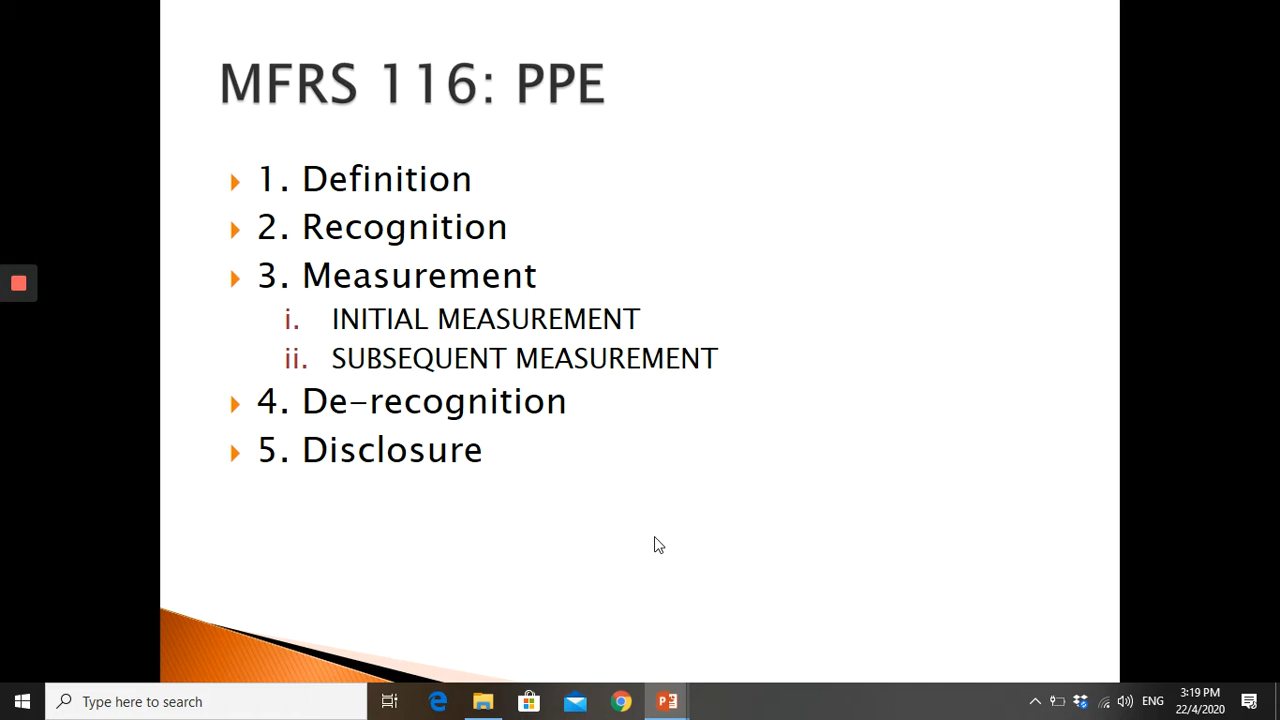 MFRS 116: PPE
1. Definition
2. Recognition
3. Measurement
i. INITIAL MEASUREMENT
ii. SUBSEQUENT MEASUREMENT
4. De-recognition
5. Disclosure
Type here to search
ENG
3:19 PM
22/4/2020